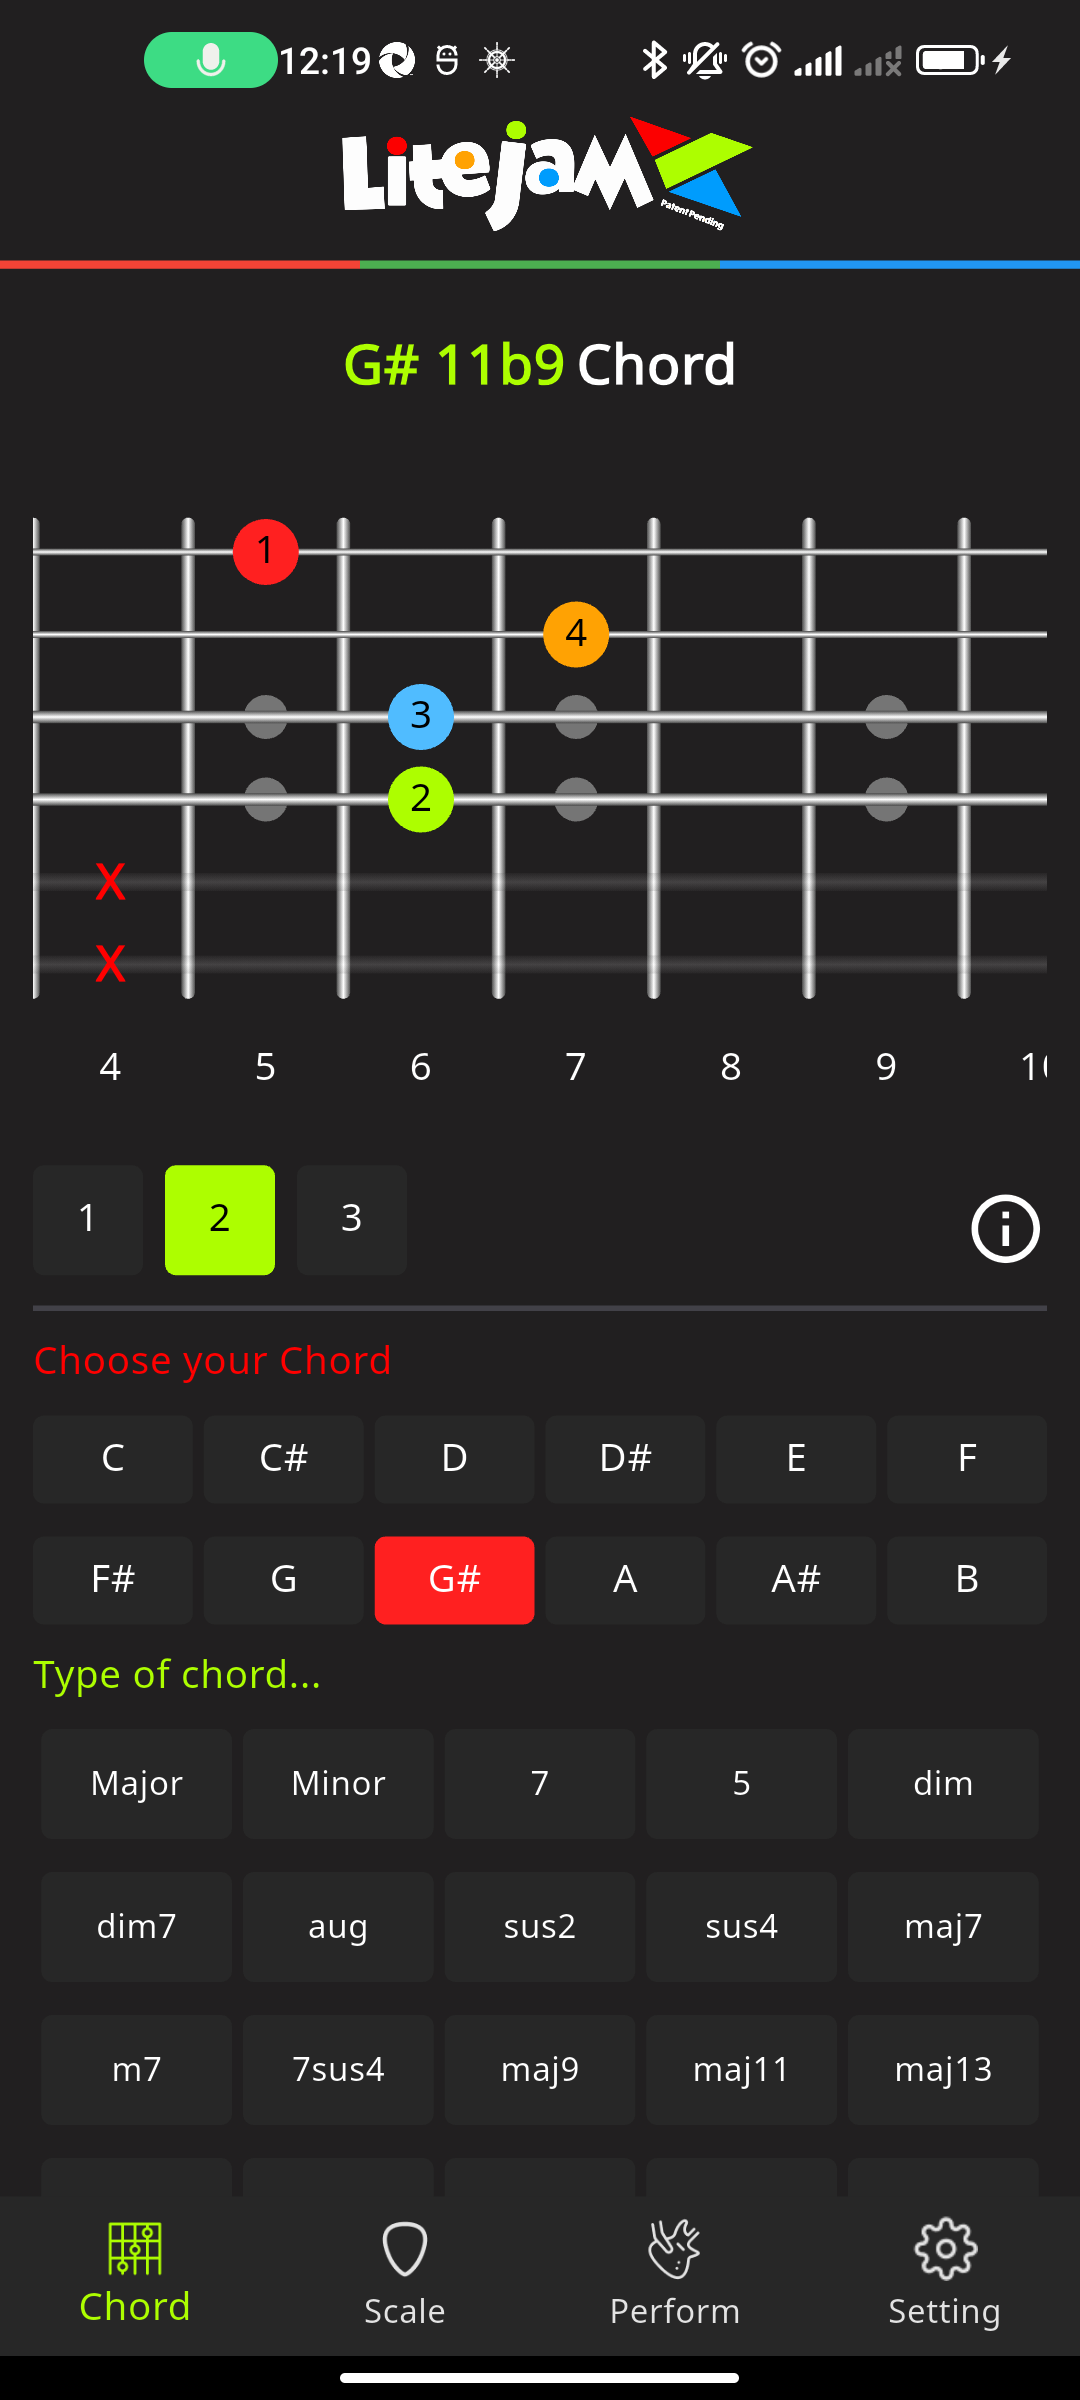 12:19
Litejam
Patent Pending
G# 11b9 Chord
1
4
3
2
X
X
4 5 6 7 8 9 10
1 2 3
Choose your Chord
C C# D D# E F
F# G G# A A# B
Type of chord...
Major Minor 7 5 dim
dim7 aug sus2 sus4 maj7
m7 7sus4 maj9 maj11 maj13
Chord Scale Perform Setting